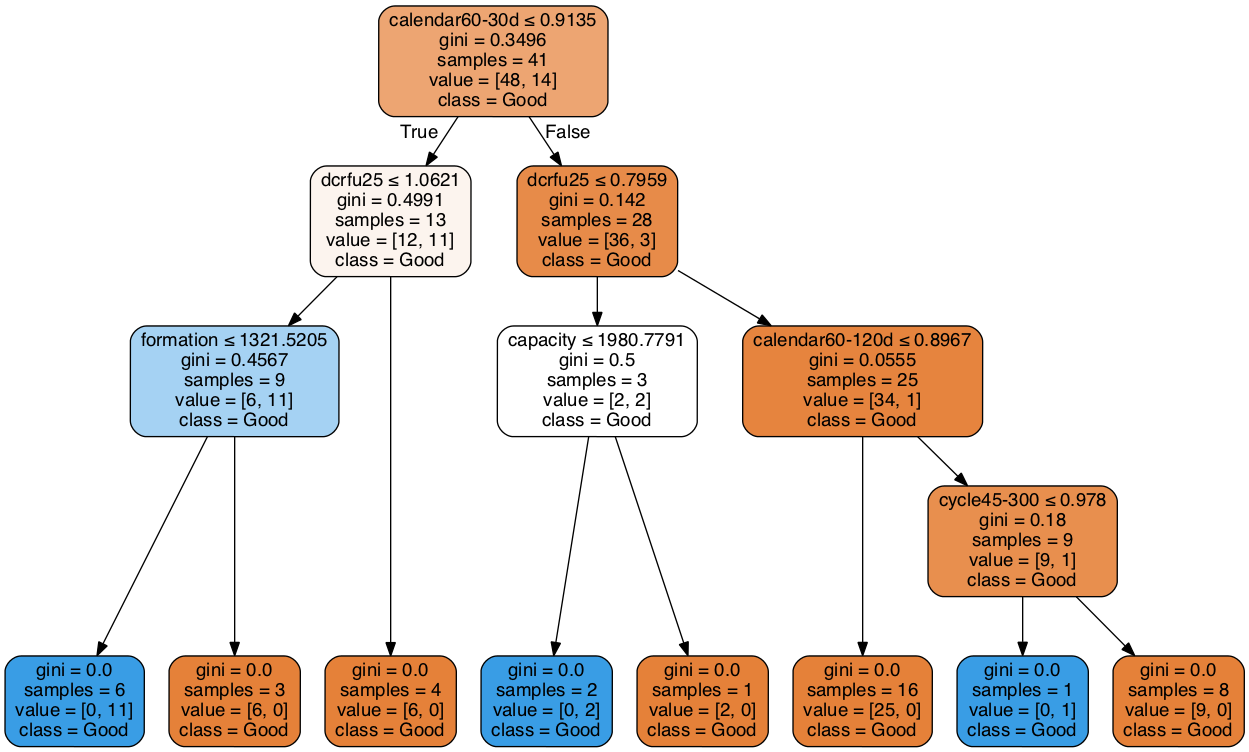 calendar60-30d ≤ 0.9135
gini = 0.3496
samples = 41
value = [48, 14]
class = Good
True
False
dcrfu25 ≤ 1.0621
gini = 0.4991
samples = 13
value = [12, 11]
class = Good
dcrfu25 ≤ 0.7959
gini = 0.142
samples = 28
value = [36, 3]
class = Good
formation ≤ 1321.5205
gini = 0.4567
samples = 9
value = [6, 11]
class = Good
capacity ≤ 1980.7791
gini = 0.5
samples = 3
value = [2, 2]
class = Good
calendar60-120d ≤ 0.8967
gini = 0.0555
samples = 25
value = [34, 1]
class = Good
cycle45-300 ≤ 0.978
gini = 0.18
samples = 9
value = [9, 1]
class = Good
gini = 0.0
samples = 6
value = [0, 11]
class = Good
gini = 0.0
samples = 3
value = [6, 0]
class = Good
gini = 0.0
samples = 4
value = [6, 0]
class = Good
gini = 0.0
samples = 2
value = [0, 2]
class = Good
gini = 0.0
samples = 1
value = [2, 0]
class = Good
gini = 0.0
samples = 16
value = [25, 0]
class = Good
gini = 0.0
samples = 1
value = [0, 1]
class = Good
gini = 0.0
samples = 8
value = [9, 0]
class = Good